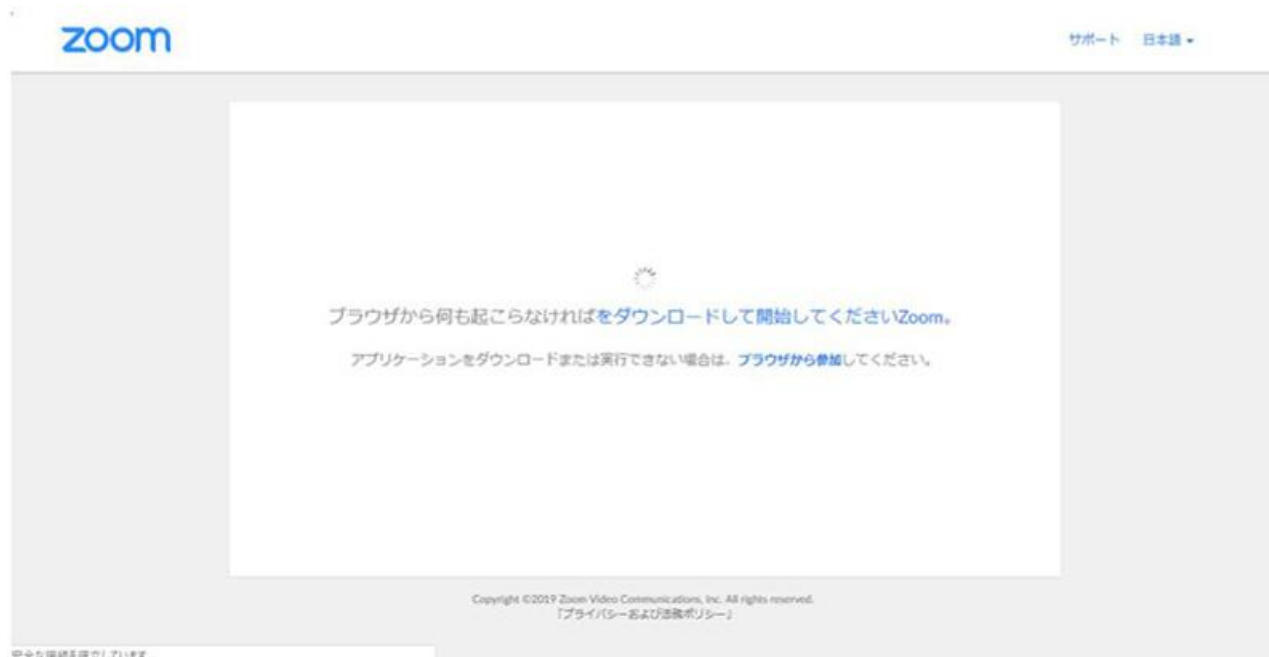 zoom
サポート 日本語
ブラウザから何も起こらなければをダウンロードして開始してくださいZoom。
アプリケーションをダウンロードまたは実行できない場合は、ブラウザから参加してください。
Copyright ©2019 Zoom Video Communications, Inc. All rights reserved.
「プライバシーおよび法務ポリシー」